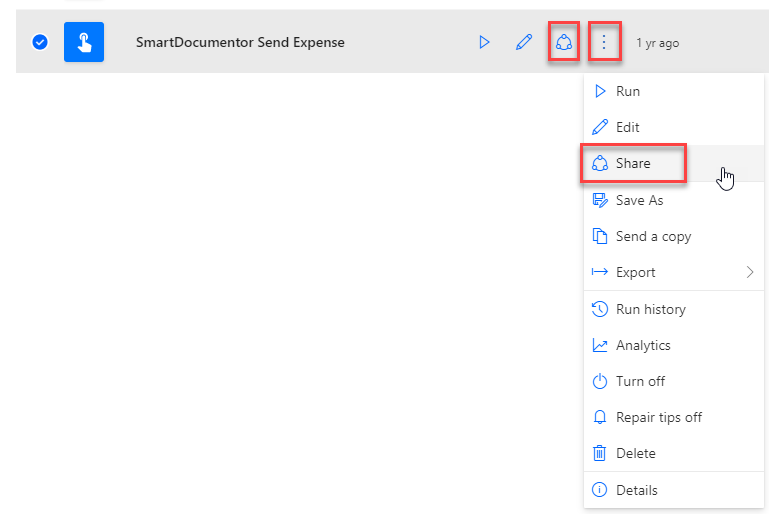 SmartDocumentor Send Expense
1 yr ago
Run
Edit
Share
Save As
Send a copy
Export
Run history
Analytics
Turn off
Repair tips off
Delete
Details